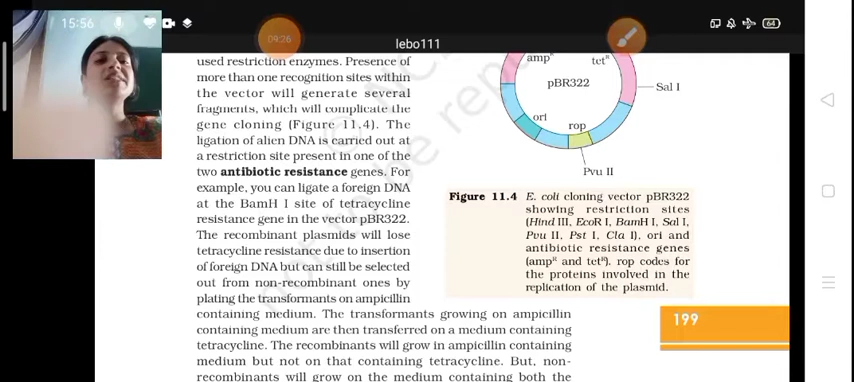 15:56
64
09:26
lebo111
used restriction enzymes. Presence of
more than one recognition sites within
the vector will generate several
fragments, which will complicate the
gene cloning (Figure 11.4). The
ligation of alien DNA is carried out at
a restriction site present in one of the
two antibiotic resistance genes. For
example, you can ligate a foreign DNA
at the BamH I site of tetracycline
resistance gene in the vector pBR322.
The recombinant plasmids will lose
tetracycline resistance due to insertion
of foreign DNA but can still be selected
out from non-recombinant ones by
plating the transformants on ampicillin
containing medium. The transformants growing on ampicillin
containing medium are then transferred on a medium containing
tetracycline. The recombinants will grow in ampicillin containing
medium but not on that containing tetracycline. But, non-
recombinants will grow on the medium containing both the
ampR
tetR
pBR322
Sal I
ori
rop
Pvu II
Figure 11.4 E. coli cloning vector pBR322
showing restriction sites
(Hind III, EcoR I, BamH I, Sal I,
Pvu II, Pst I, Cla I), ori and
antibiotic resistance genes
(ampR and tetR). rop codes for
the proteins involved in the
replication of the plasmid.
199